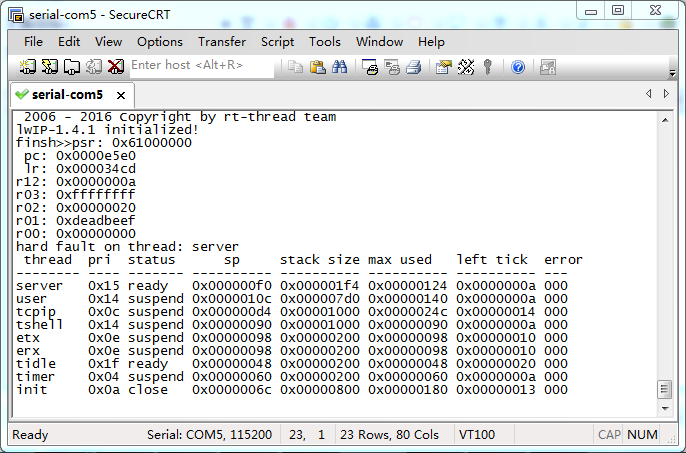 serial-com5 - SecureCRT
File Edit View Options Transfer Script Tools Window Help
Enter host <Alt+R>
serial-com5
2006 - 2016 Copyright by rt-thread team
lwIP-1.4.1 initialized!
finsh>>psr: 0x61000000
pc: 0x0000e5e0
lr: 0x000034cd
r12: 0x0000000a
r03: 0xffffffff
r02: 0x00000020
r01: 0xdeadbeef
r00: 0x00000000
hard fault on thread: server
thread pri status sp stack size max used left tick error
-------- ---- ------- ---------- ---------- ---------- ---------- ---
server 0x15 ready 0x000000f0 0x000001f4 0x00000124 0x0000000a 000
user 0x14 suspend 0x0000010c 0x000007d0 0x00000140 0x0000000a 000
tcpip 0x0c suspend 0x000000d4 0x00001000 0x0000024c 0x00000014 000
tshell 0x14 suspend 0x00000090 0x00001000 0x00000090 0x0000000a 000
etx 0x0e suspend 0x00000098 0x00000200 0x00000098 0x00000010 000
erx 0x0e suspend 0x00000098 0x00000200 0x00000098 0x00000010 000
tidle 0x1f ready 0x00000048 0x00000200 0x00000048 0x00000020 000
timer 0x04 suspend 0x00000060 0x00000200 0x00000060 0x0000000a 000
init 0x0a close 0x0000006c 0x00000800 0x00000180 0x00000013 000
Ready Serial: COM5, 115200 23, 1 23 Rows, 80 Cols VT100 CAP NUM